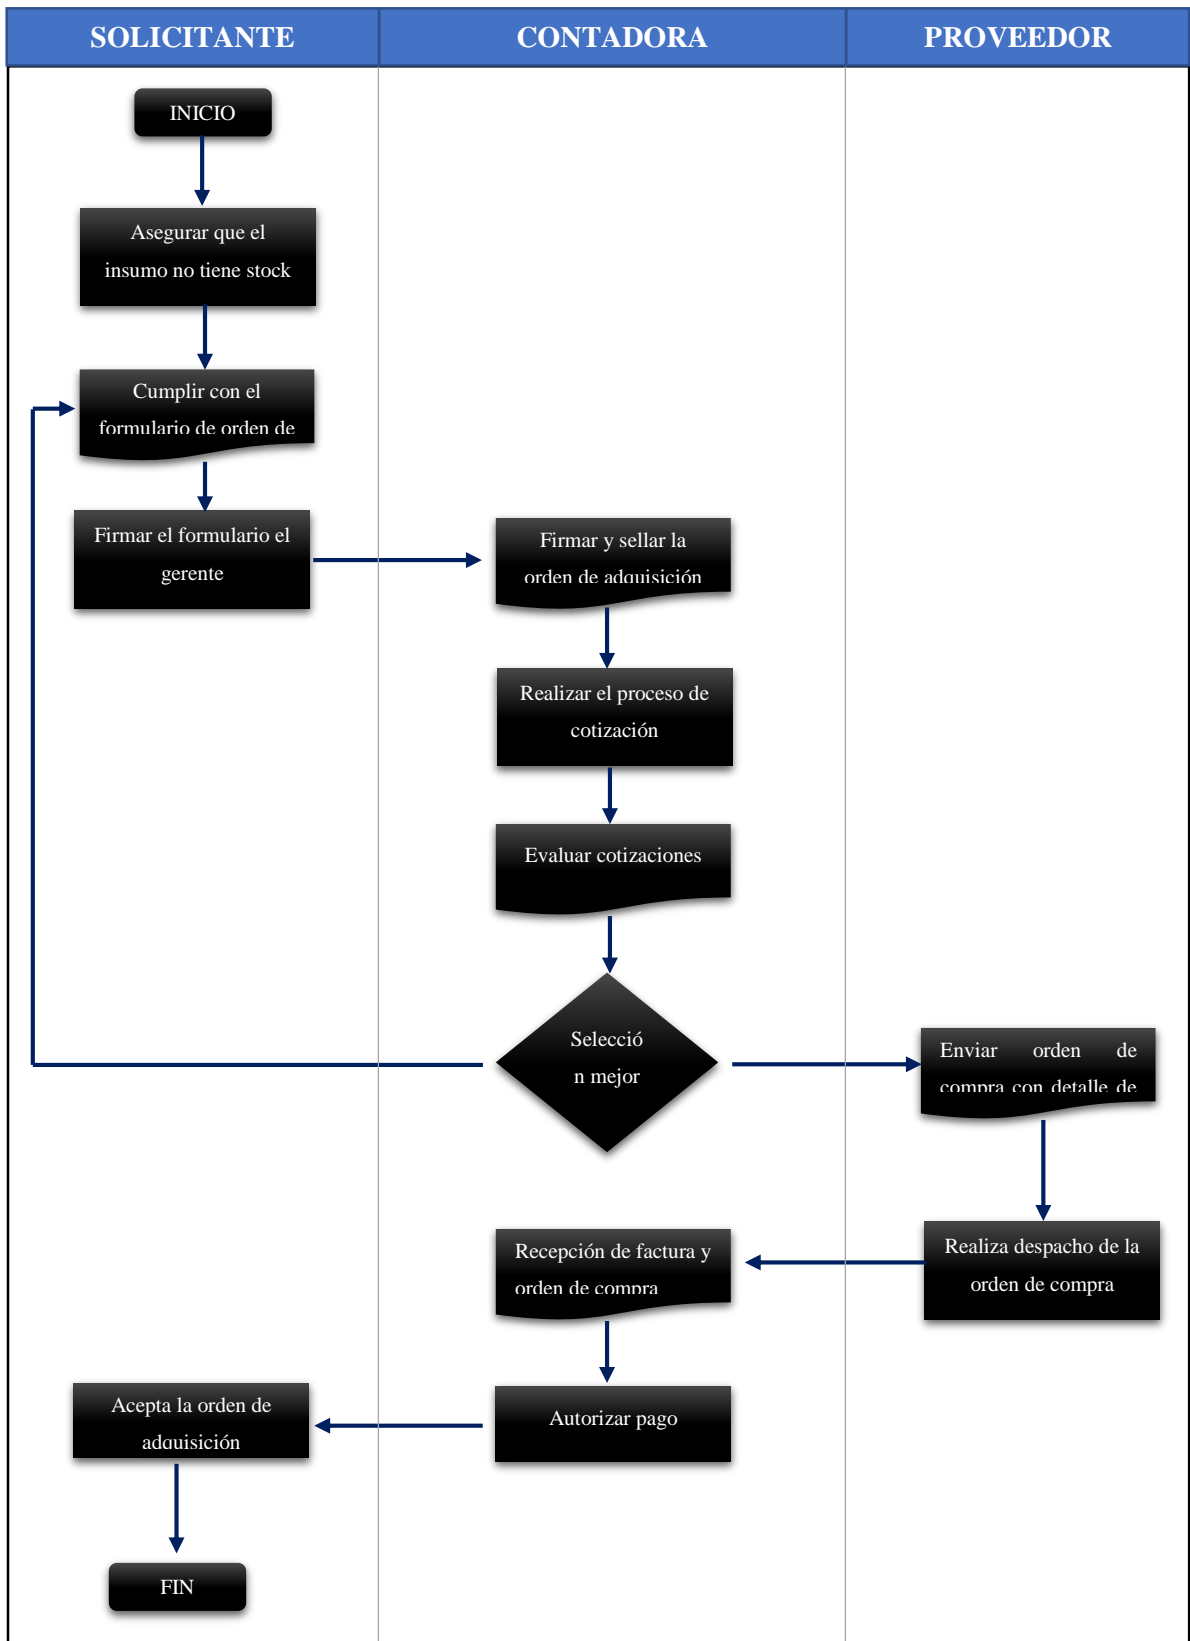 SOLICITANTE
CONTADORA
PROVEEDOR
INICIO
Asegurar que el
insumo no tiene stock
Cumplir con el
formulario de orden de
Firmar el formulario el
gerente
Firmar y sellar la
orden de adquisición
Realizar el proceso de
cotización
Evaluar cotizaciones
Selecció
n mejor
Enviar orden de
compra con detalle de
Realiza despacho de la
orden de compra
Recepción de factura y
orden de compra
Autorizar pago
Acepta la orden de
adquisición
FIN